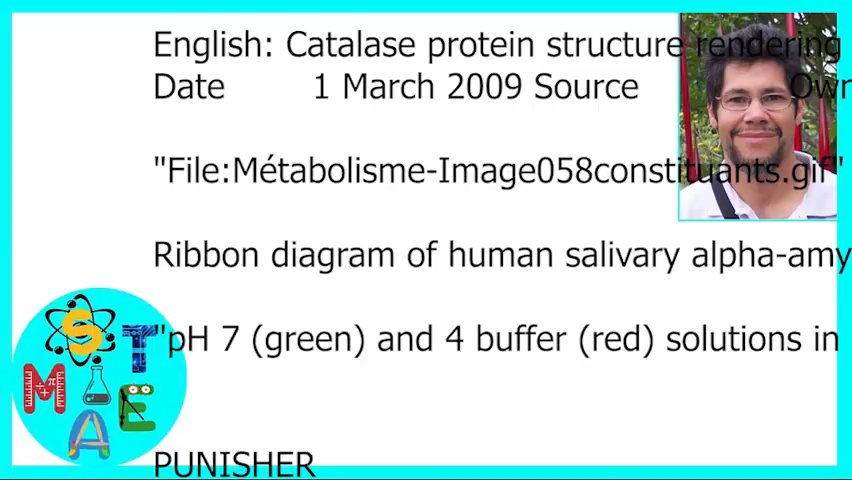 English: Catalase protein structure rendering
Date 1 March 2009 Source Own
"File:Métabolisme-Image058constituants.gif"
Ribbon diagram of human salivary alpha-amy
"pH 7 (green) and 4 buffer (red) solutions in
PUNISHER
S
T
M
E
A